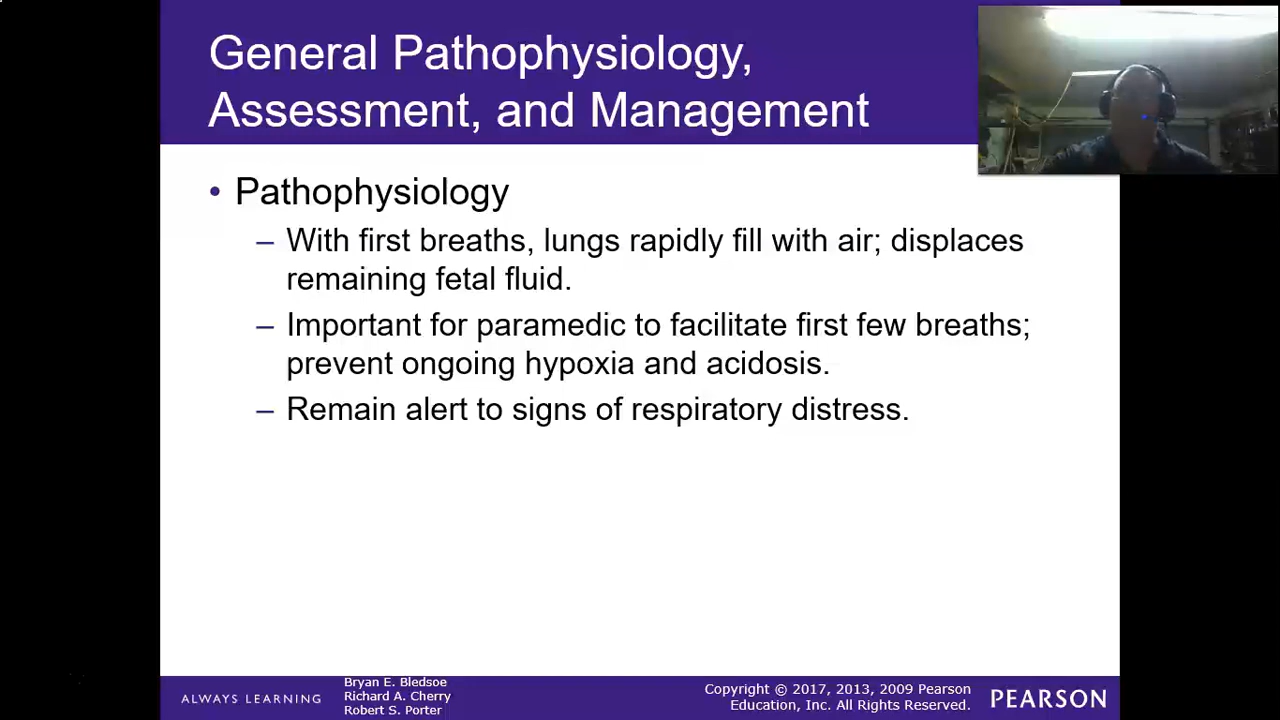 General Pathophysiology,
Assessment, and Management
• Pathophysiology
– With first breaths, lungs rapidly fill with air; displaces
remaining fetal fluid.
– Important for paramedic to facilitate first few breaths;
prevent ongoing hypoxia and acidosis.
– Remain alert to signs of respiratory distress.
ALWAYS LEARNING
Bryan E. Bledsoe
Richard A. Cherry
Robert S. Porter
Copyright © 2017, 2013, 2009 Pearson
Education, Inc. All Rights Reserved.
PEARSON